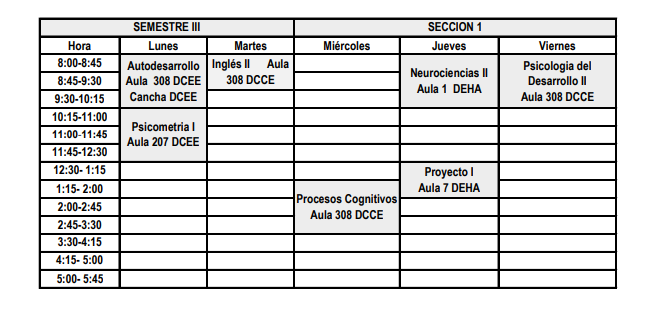 SEMESTRE III SECCION 1
Hora Lunes Martes Miércoles Jueves Viernes
8:00-8:45
8:45-9:30
9:30-10:15
10:15-11:00
11:00-11:45
11:45-12:30
12:30- 1:15
1:15- 2:00
2:00-2:45
2:45-3:30
3:30-4:15
4:15- 5:00
5:00- 5:45
Autodesarrollo
Aula 308 DCEE
Cancha DCEE
Psicometria I
Aula 207 DCEE
Inglés II Aula
308 DCCE
Procesos Cognitivos
Aula 308 DCCE
Neurociencias II
Aula 1 DEHA
Proyecto I
Aula 7 DEHA
Psicologia del
Desarrollo II
Aula 308 DCCE